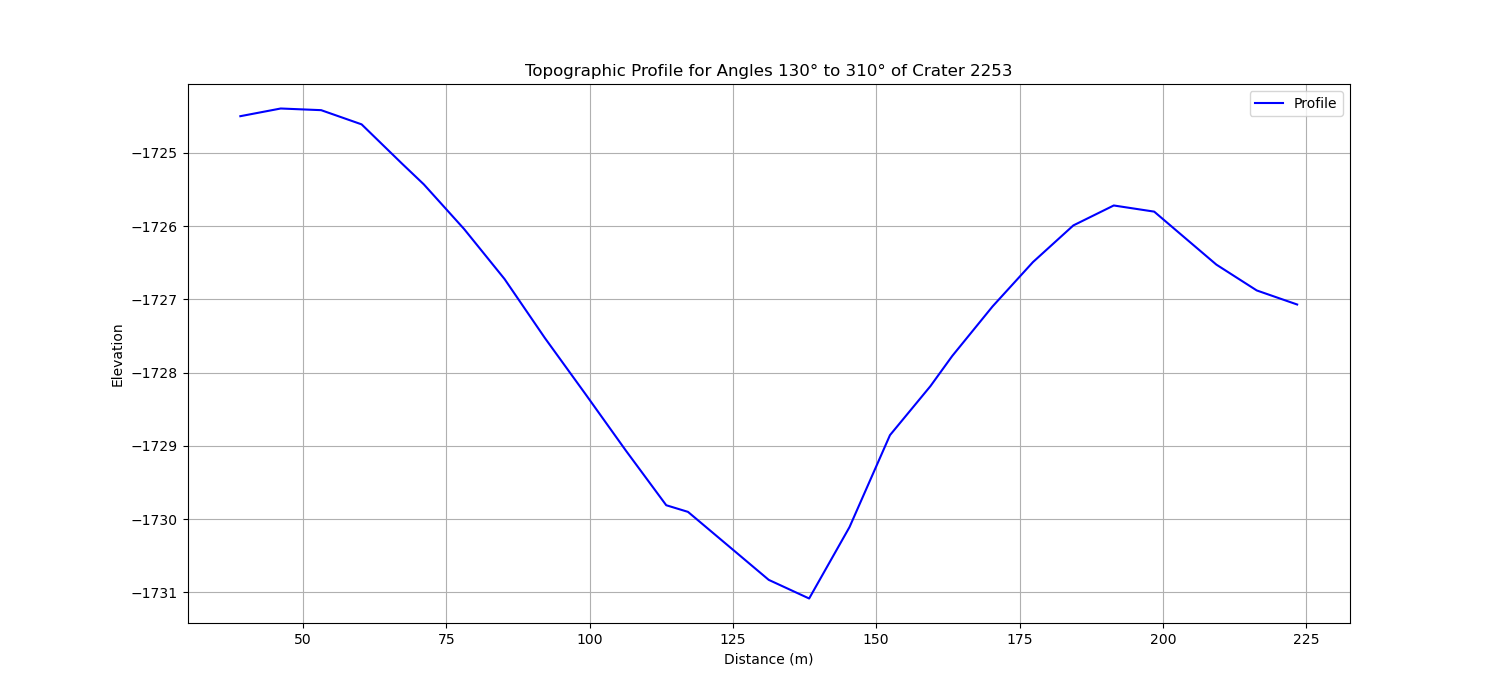 Topographic Profile for Angles 130° to 310° of Crater 2253
Profile
−1725
−1726
−1727
−1728
−1729
−1730
−1731
Elevation
50 75 100 125 150 175 200 225
Distance (m)